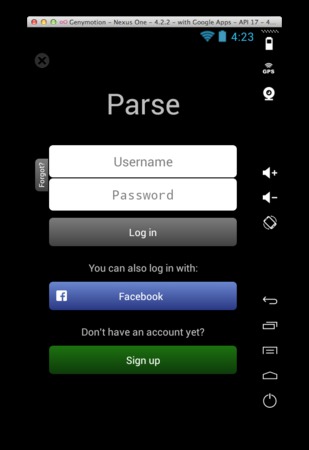 Genymotion - Nexus One - 4.2.2 - with Google Apps - API 17 - 4...
4:23
GPS
Parse
Username
Forgot?
Password
Log in
You can also log in with:
Facebook
Don't have an account yet?
Sign up